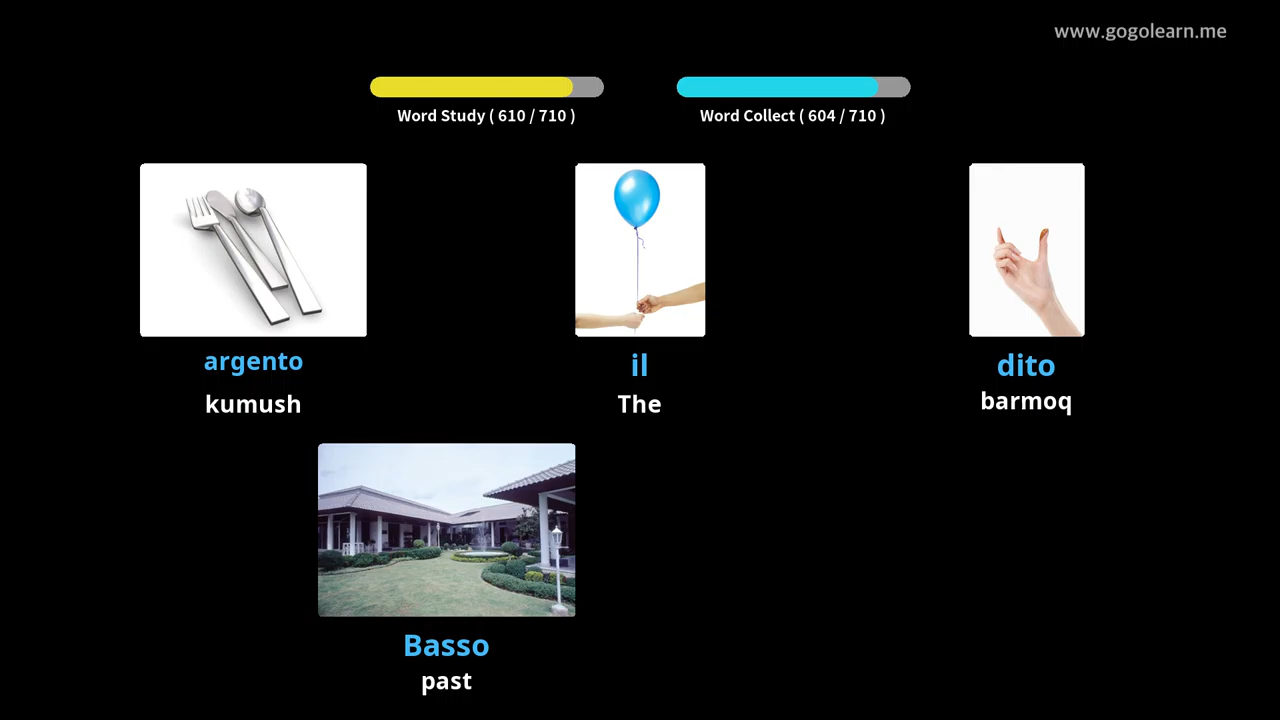 www.gogolearn.me
Word Study ( 610 / 710 )
Word Collect ( 604 / 710 )
argento
kumush
il
The
dito
barmoq
Basso
past